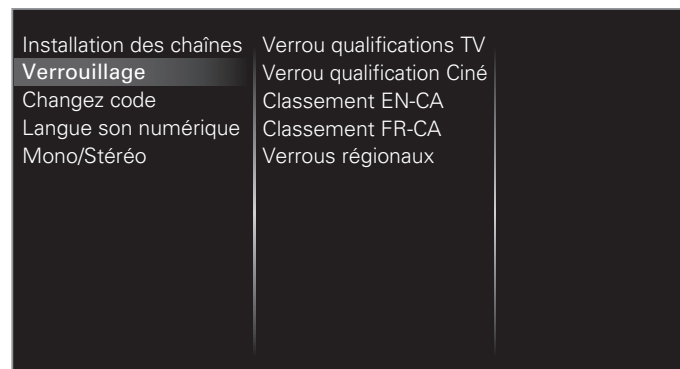 Installation des chaînes
Verrouillage
Changez code
Langue son numérique
Mono/Stéréo
Verrou qualifications TV
Verrou qualification Ciné
Classement EN-CA
Classement FR-CA
Verrous régionaux